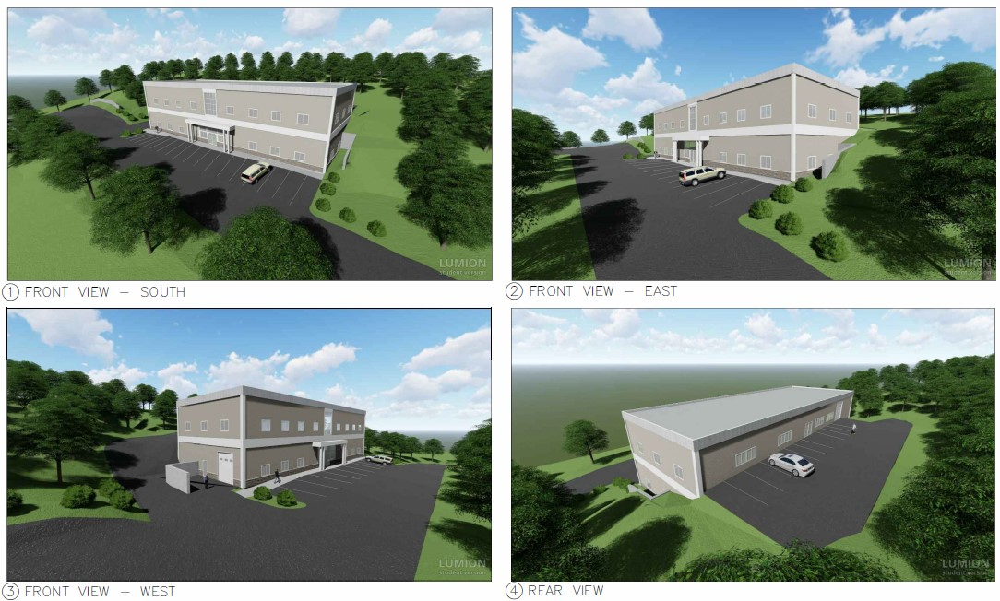 LUMION
student version
LUMION
student version
1 FRONT VIEW – SOUTH
2 FRONT VIEW – EAST
LUMION
student version
LUMION
student version
3 FRONT VIEW – WEST
4 REAR VIEW